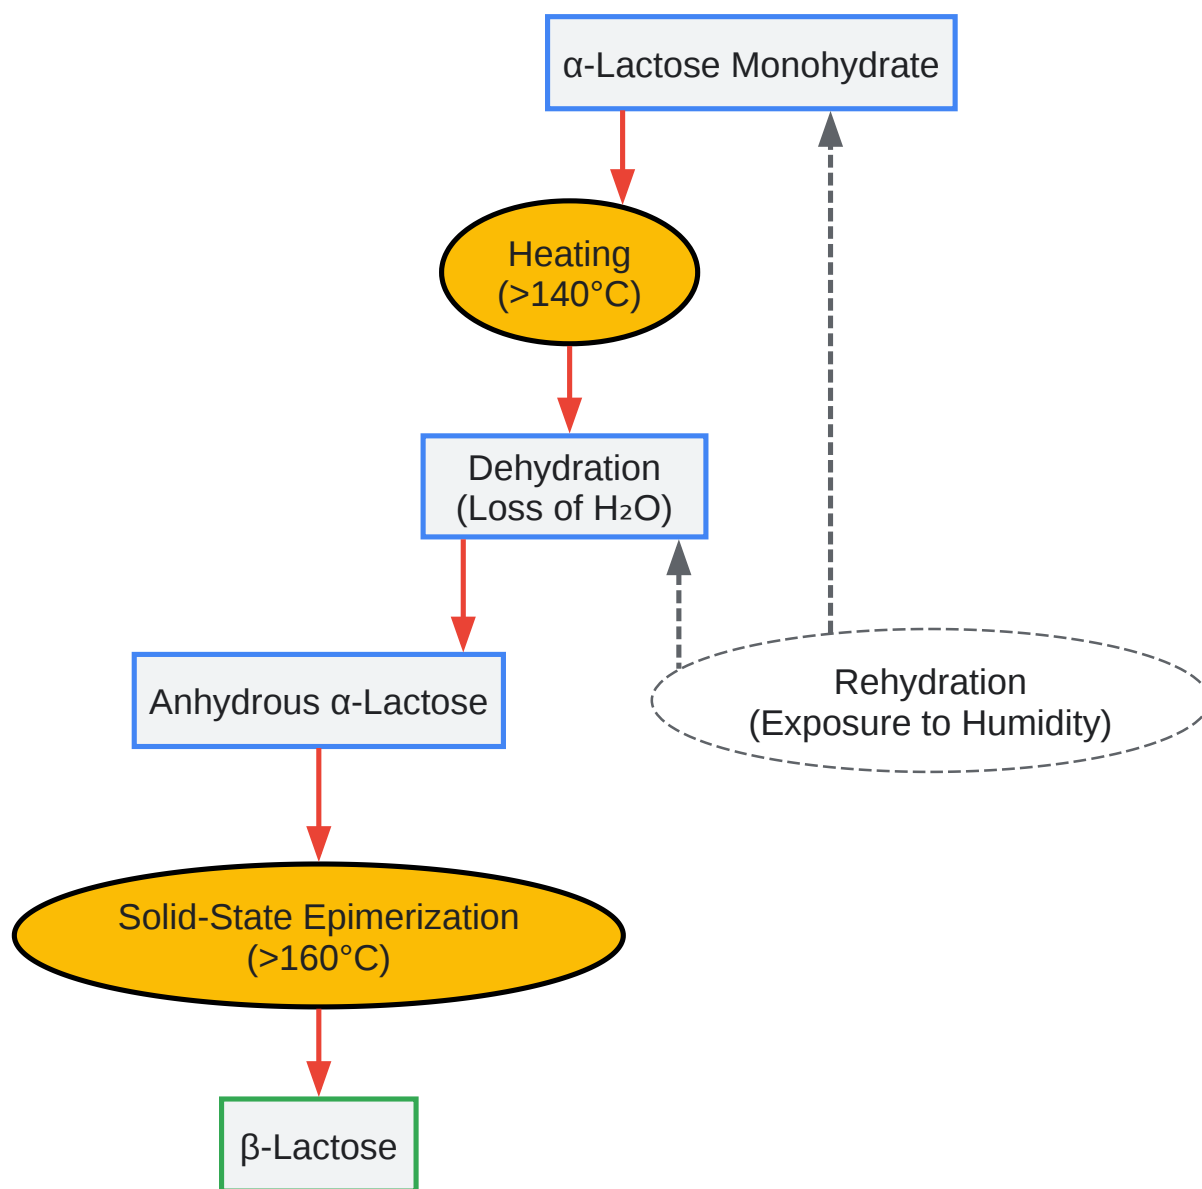 α-Lactose Monohydrate
Heating
(>140°C)
Dehydration
(Loss of H₂O)
Anhydrous α-Lactose
Rehydration
(Exposure to Humidity)
Solid-State Epimerization
(>160°C)
β-Lactose